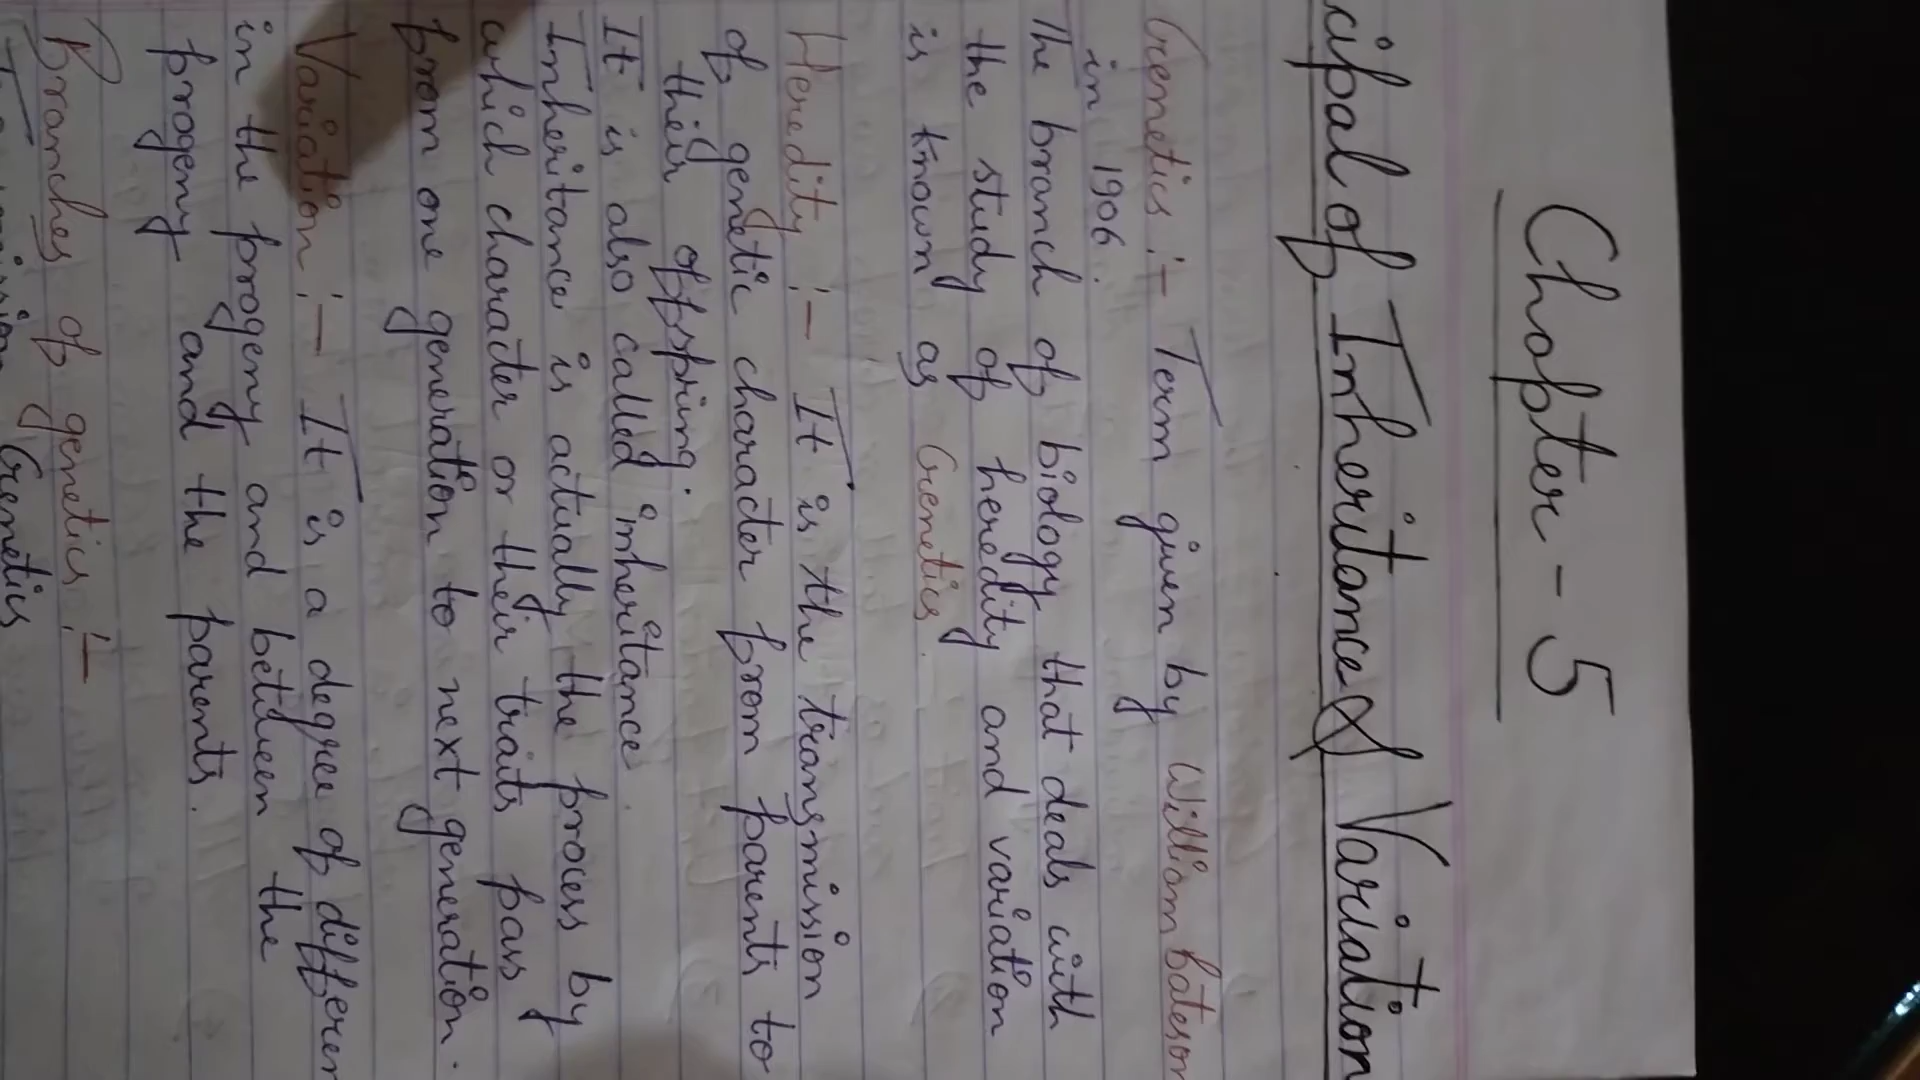 Chapter - 5
cipal of Inheritance & Variation
Genetics :- Term given by William bateson
in 1906.
The branch of biology that deals with
the study of heredity and variation
is known as Genetics.
Heredity :- It is the transmission
of genetic character from parents to
their offspring.
It is also called inheritance.
Inheritance is actually the process by
which character or their traits pass
from one generation to next generation.
Variation :- It is a degree of differen
in the progeny and between the
progeny and the parents.
Branches of genetics :-
Genetics